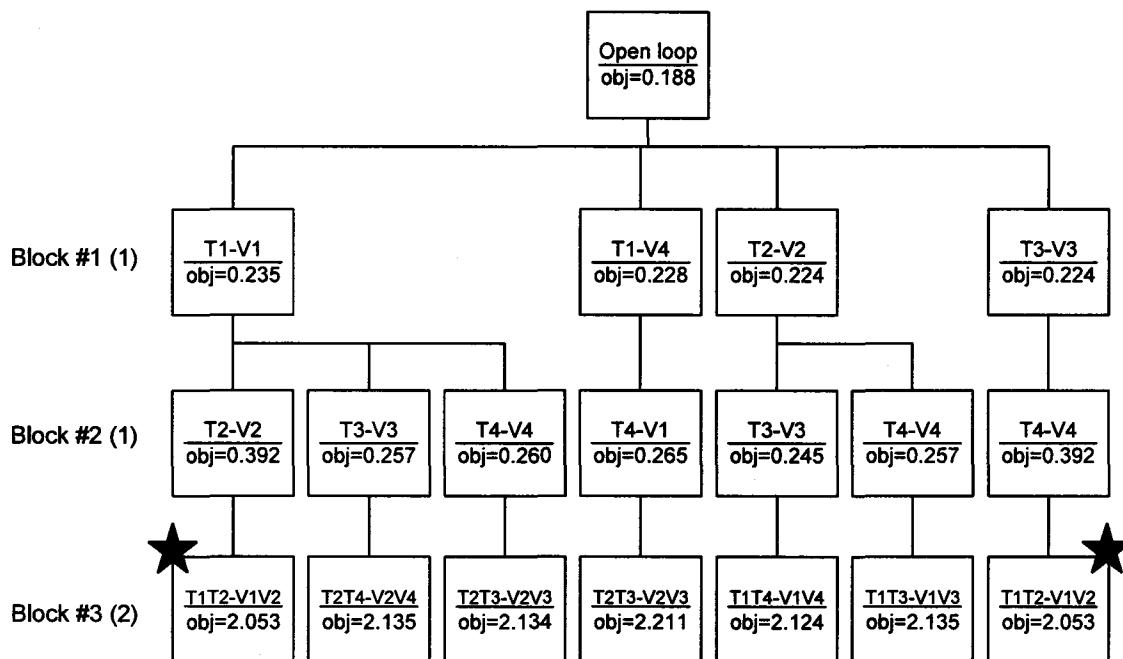 Open loop
obj=0.188
Block #1 (1)
T1-V1
obj=0.235
T1-V4
obj=0.228
T2-V2
obj=0.224
T3-V3
obj=0.224
Block #2 (1)
T2-V2
obj=0.392
T3-V3
obj=0.257
T4-V4
obj=0.260
T4-V1
obj=0.265
T3-V3
obj=0.245
T4-V4
obj=0.257
T4-V4
obj=0.392
Block #3 (2)
T1T2-V1V2
obj=2.053
T2T4-V2V4
obj=2.135
T2T3-V2V3
obj=2.134
T2T3-V2V3
obj=2.211
T1T4-V1V4
obj=2.124
T1T3-V1V3
obj=2.135
T1T2-V1V2
obj=2.053